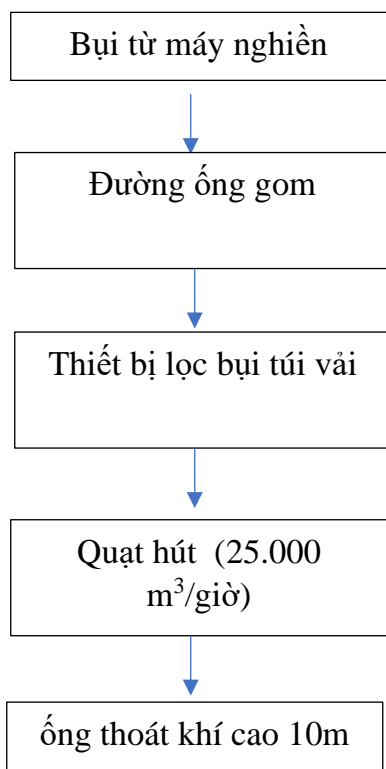 Bụi từ máy nghiền
Đường ống gom
Thiết bị lọc bụi túi vải
Quạt hút (25.000
m³/giờ)
ống thoát khí cao 10m